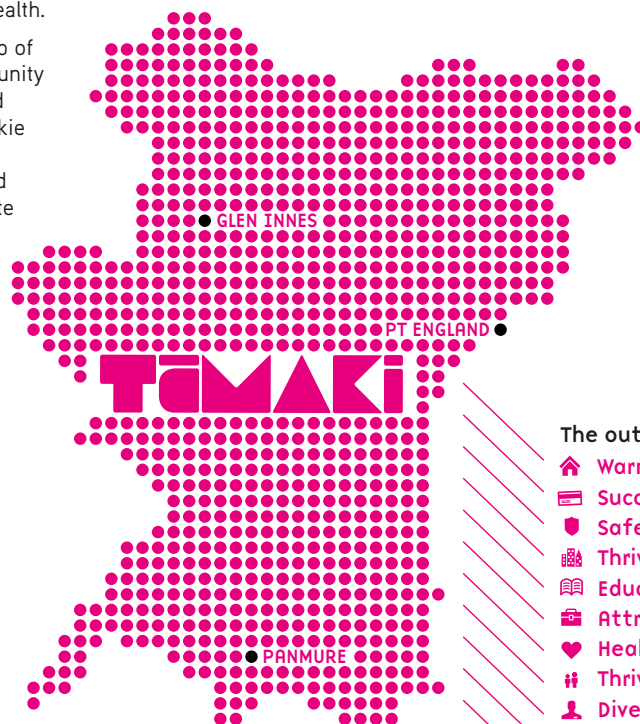 ealth.
o of
unity
d
kie
d
te
GLEN INNES
PT ENGLAND
TāMAKi
PANMURE
The out
Warn
Succ
Safe
Thriv
Educ
Attr
Heal
Thriv
Dive